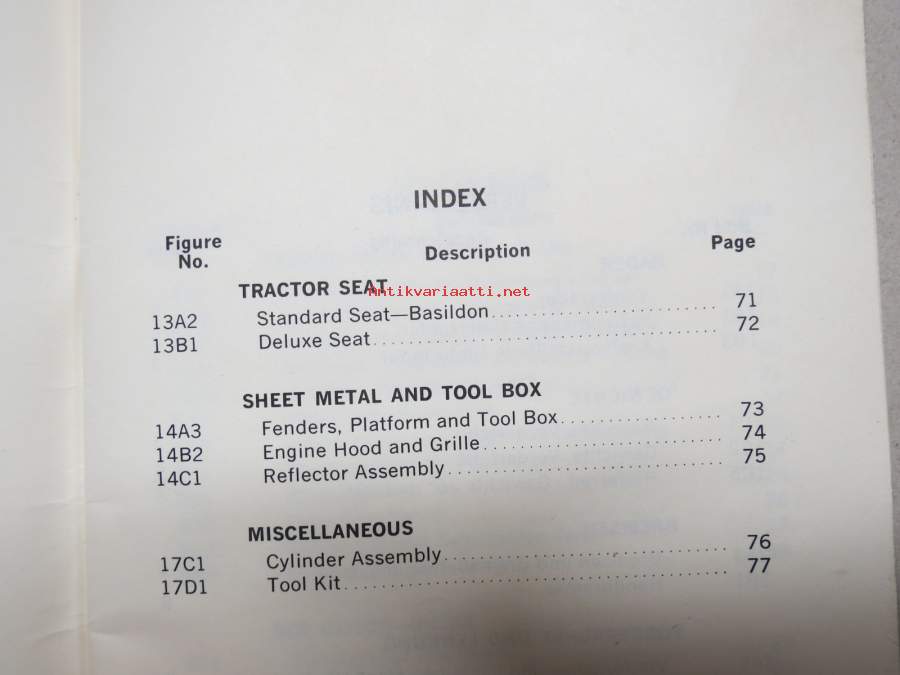 INDEX
Figure No. Description Page
TRACTOR SEAT
Antikvariaatti.net
13A2 Standard Seat—Basildon 71
13B1 Deluxe Seat 72
SHEET METAL AND TOOL BOX
14A3 Fenders, Platform and Tool Box 73
14B2 Engine Hood and Grille 74
14C1 Reflector Assembly 75
MISCELLANEOUS
17C1 Cylinder Assembly 76
17D1 Tool Kit 77